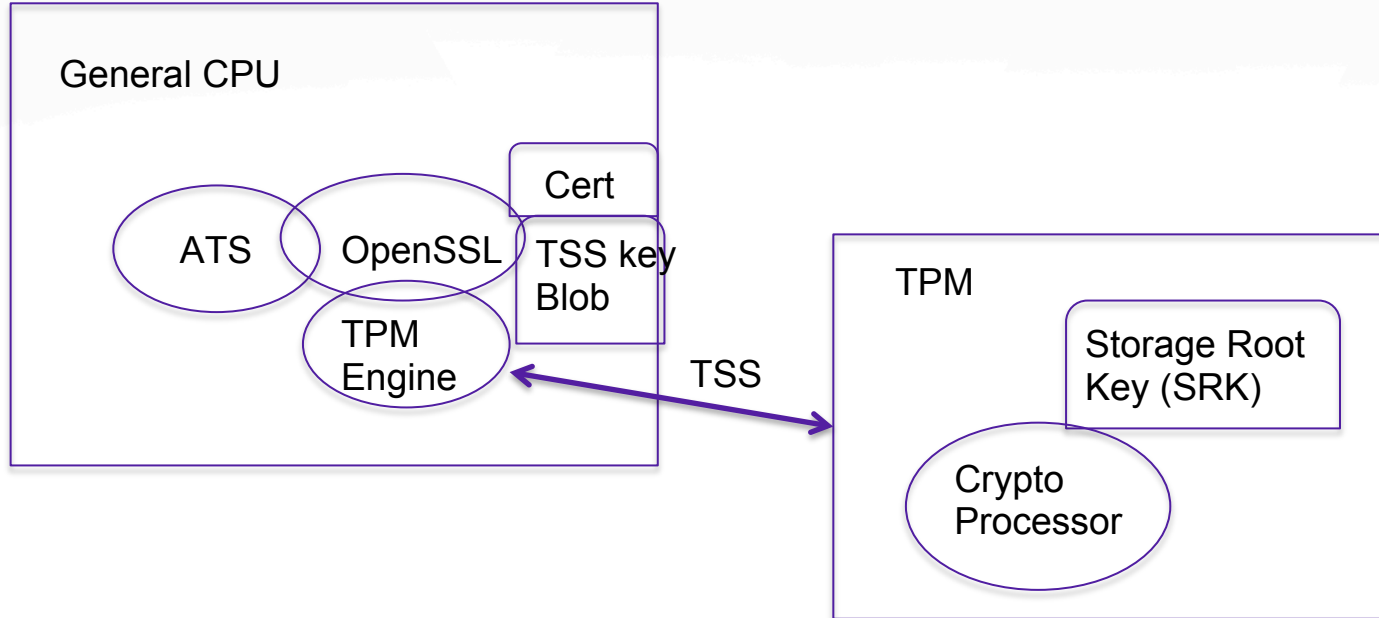 General CPU
Cert
ATS
OpenSSL
TSS key
Blob
TPM
Engine
TSS
TPM
Storage Root
Key (SRK)
Crypto
Processor